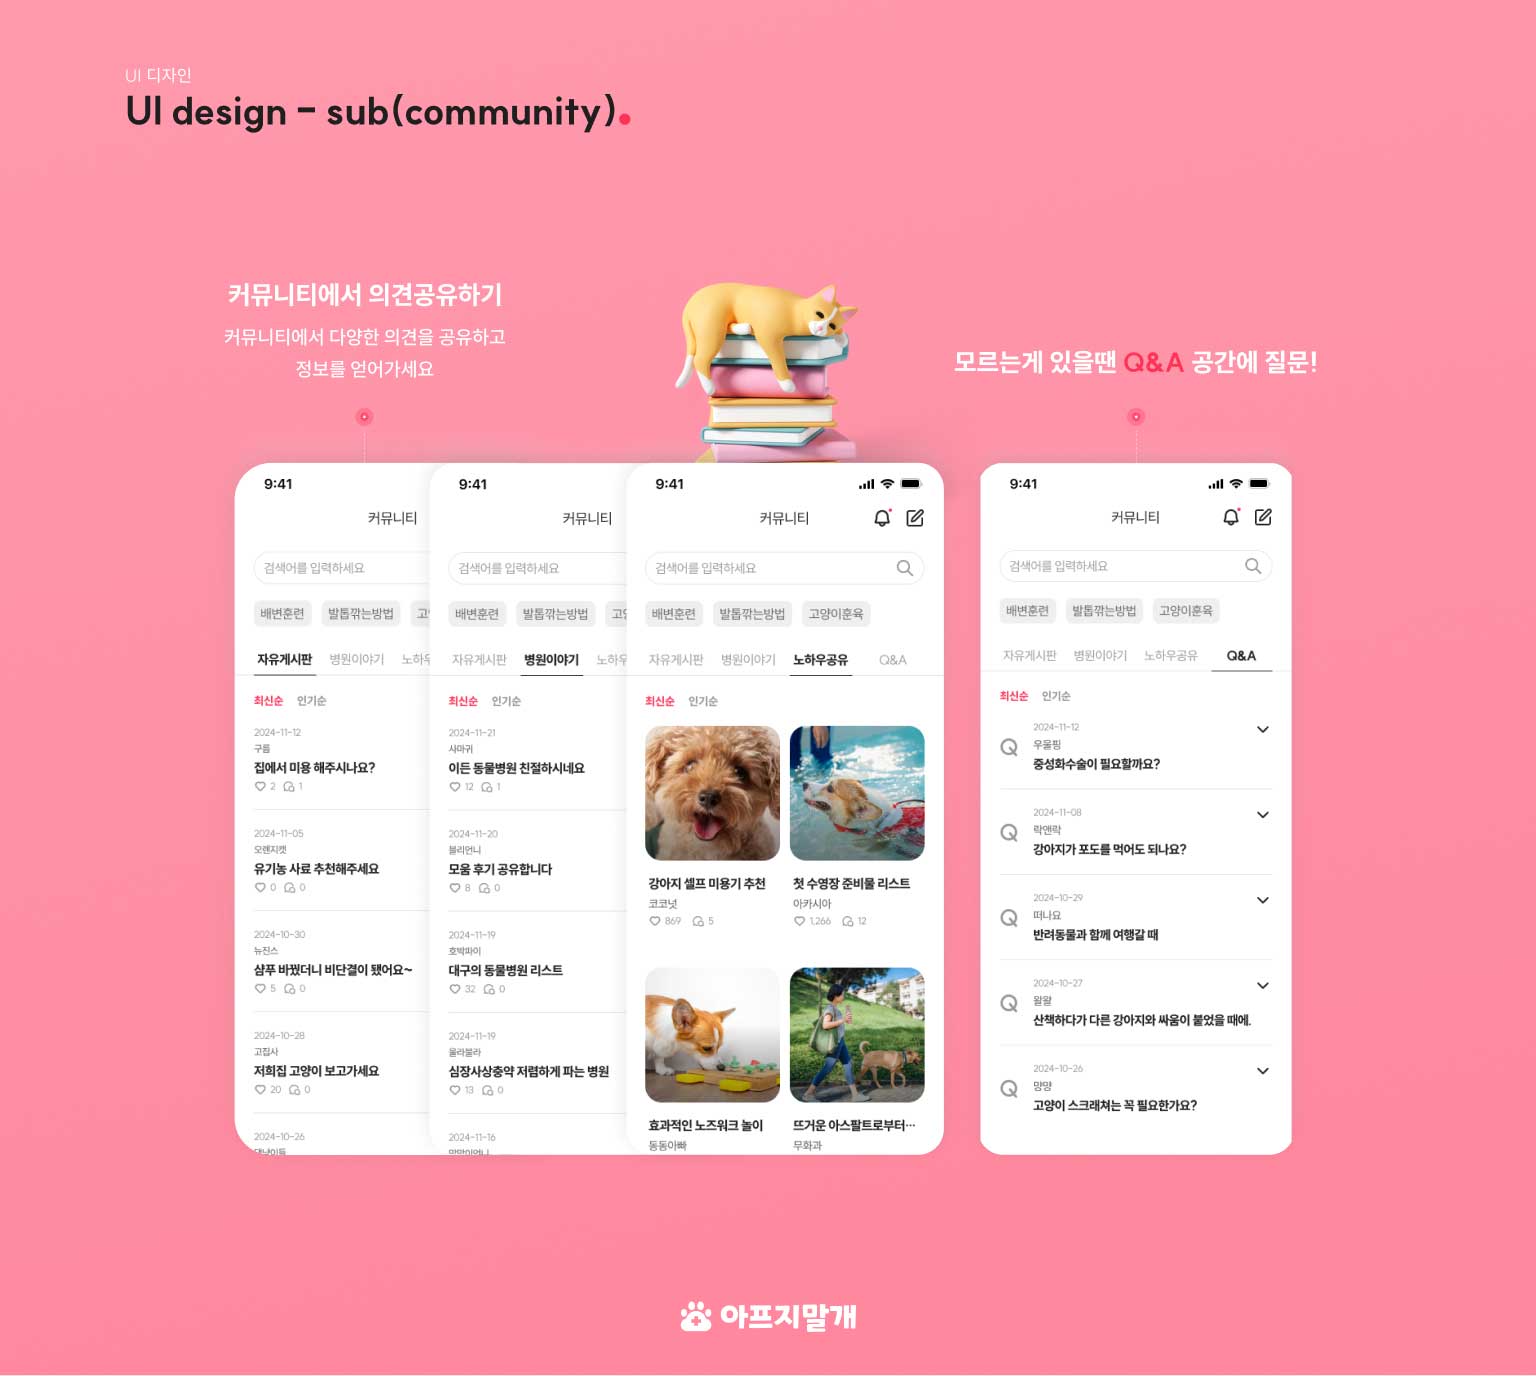 UI 디자인
UI design - sub(community).
커뮤니티에서 의견공유하기
커뮤니티에서 다양한 의견을 공유하고
정보를 얻어가세요
모르는게 있을땐 Q&A 공간에 질문!
9:41
커뮤니티
검색어를 입력하세요
배변훈련 발톱깎는방법
자유게시판 병원이야기
최신순 인기순
2024-11-12
구름
집에서 미용 해주시나요?
2 1
2024-11-05
오렌지캣
유기농 사료 추천해주세요
0 0
2024-10-30
뉴진스
샴푸 바꿨더니 비단결이 됐어요~
5 0
2024-10-28
고집사
저희집 고양이 보고가세요
20 0
2024-10-26
9:41
커뮤니티
검색어를 입력하세요
배변훈련 발톱깎는방법
자유게시판 병원이야기
최신순 인기순
2024-11-21
사마귀
이든 동물병원 친절하시네요
12 1
2024-11-20
블리언니
모움 후기 공유합니다
8 0
2024-11-19
호박파이
대구의 동물병원 리스트
32 0
2024-11-19
울라불라
심장사상충약 저렴하게 파는 병원
13 0
2024-11-16
9:41
커뮤니티
검색어를 입력하세요
배변훈련 발톱깎는방법 고양이훈육
자유게시판 병원이야기 노하우공유 Q&A
최신순 인기순
강아지 셀프 미용기 추천
코코넛
869 5
첫 수영장 준비물 리스트
아카시아
1,266 12
효과적인 노즈워크 놀이
동동아빠
뜨거운 아스팔트로부터…
무화과
9:41
커뮤니티
검색어를 입력하세요
배변훈련 발톱깎는방법 고양이훈육
자유게시판 병원이야기 노하우공유 Q&A
최신순 인기순
Q
2024-11-12
우울핑
중성화수술이 필요할까요?
Q
2024-11-08
락앤락
강아지가 포도를 먹어도 되나요?
Q
2024-10-29
떠나요
반려동물과 함께 여행갈 때
Q
2024-10-27
왈왈
산책하다가 다른 강아지와 싸움이 붙었을 때에.
Q
2024-10-26
먕먕
고양이 스크래쳐는 꼭 필요한가요?
아프지말개